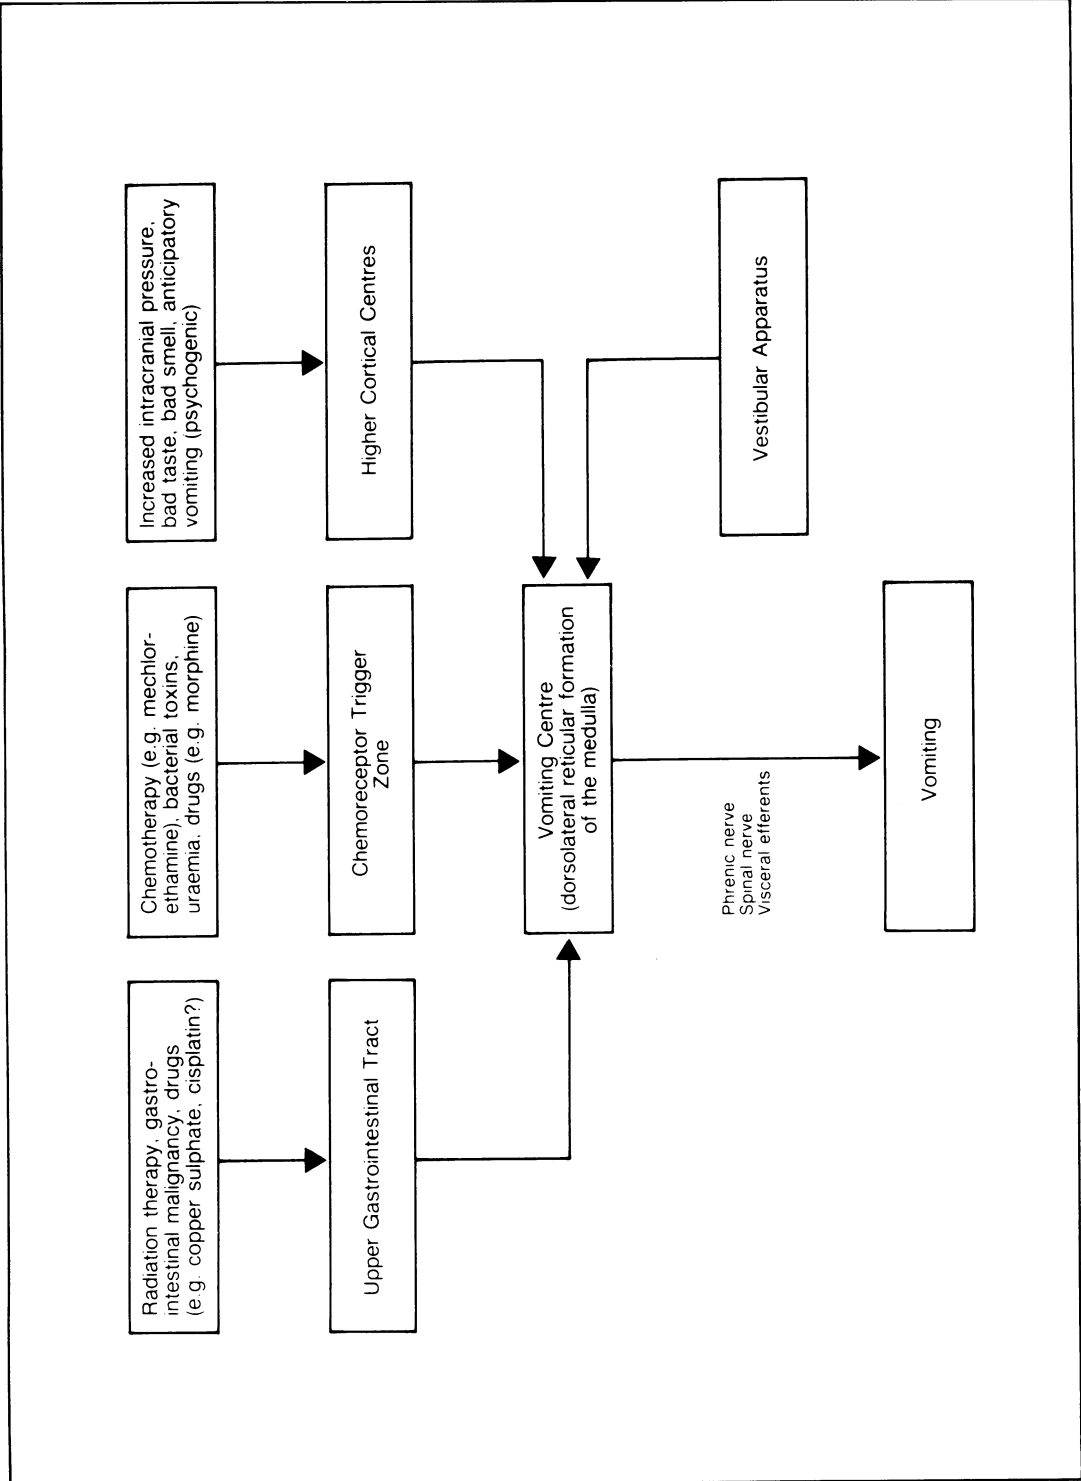 Radiation therapy, gastro-
intestinal malignancy, drugs
(e.g. copper sulphate, cisplatin?)
Chemotherapy (e.g. mechlor-
ethamine), bacterial toxins,
uraemia, drugs (e.g. morphine)
Increased intracranial pressure,
bad taste, bad smell, anticipatory
vomiting (psychogenic)
Upper Gastrointestinal Tract
Chemoreceptor Trigger
Zone
Higher Cortical Centres
Vomiting Centre
(dorsolateral reticular formation
of the medulla)
Phrenic nerve
Spinal nerve
Visceral efferents
Vestibular Apparatus
Vomiting